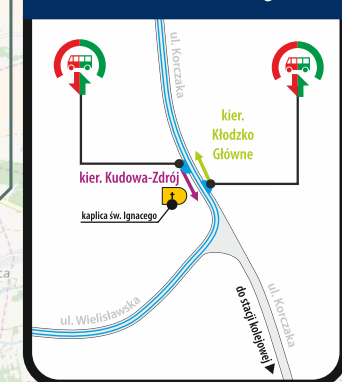 ul. Korczaka
kier.
Kłodzko
Główne
kier. Kudowa-Zdrój
kaplica św. Ignacego
ul. Wielisławska
ul. Korczaka
do stacji kolejowej